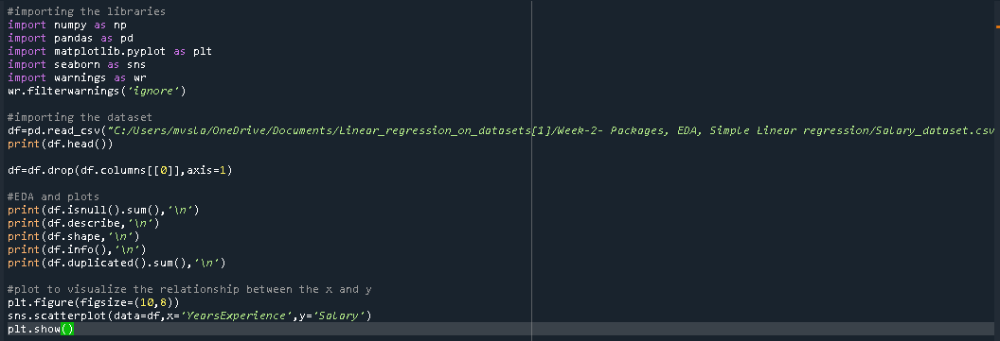 #importing the libraries
import numpy as np
import pandas as pd
import matplotlib.pyplot as plt
import seaborn as sns
import warnings as wr
wr.filterwarnings('ignore')
#importing the dataset
df=pd.read_csv("C:/Users/mvsla/OneDrive/Documents/Linear_regression_on_datasets[1]/Week-2- Packages, EDA, Simple Linear regression/Salary_dataset.csv
print(df.head())
df=df.drop(df.columns[[0]],axis=1)
#EDA and plots
print(df.isnull().sum(),'\n')
print(df.describe,'\n')
print(df.shape,'\n')
print(df.info(),'\n')
print(df.duplicated().sum(),'\n')
#plot to visualize the relationship between the x and y
plt.figure(figsize=(10,8))
sns.scatterplot(data=df,x='YearsExperience',y='Salary')
plt.show()